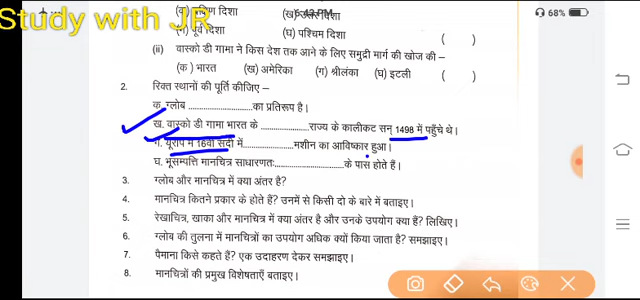 (क) दक्षिण दिशा (ख) उत्तर दिशा
Study with JR
(ग) पूर्व दिशा (घ) पश्चिम दिशा ( )
68%
(ii) वास्को डी गामा ने किस देश तक आने के लिए समुद्री मार्ग की खोज की –
(क) भारत (ख) अमेरिका (ग) श्रीलंका (घ) इटली ( )
2. रिक्त स्थानों की पूर्ति कीजिए –
क. ग्लोब ........................का प्रतिरूप है।
ख. वास्को डी गामा भारत के ..................राज्य के कालीकट सन् 1498 में पहुँचे थे।
ग. यूरोप में 16वीं सदी में...................मशीन का आविष्कार हुआ।
घ. भूसम्पत्ति मानचित्र साधारणतः..........................के पास होते हैं।
3. ग्लोब और मानचित्र में क्या अंतर है?
4. मानचित्र कितने प्रकार के होते हैं? उनमें से किसी दो के बारे में बताइए।
5. रेखाचित्र, खाका और मानचित्र में क्या अंतर है और उनके उपयोग क्या हैं? लिखिए।
6. ग्लोब की तुलना में मानचित्रों का उपयोग अधिक क्यों किया जाता है? समझाइए।
7. पैमाना किसे कहते हैं? एक उदाहरण देकर समझाइए।
8. मानचित्रों की प्रमुख विशेषताएँ बताइए।